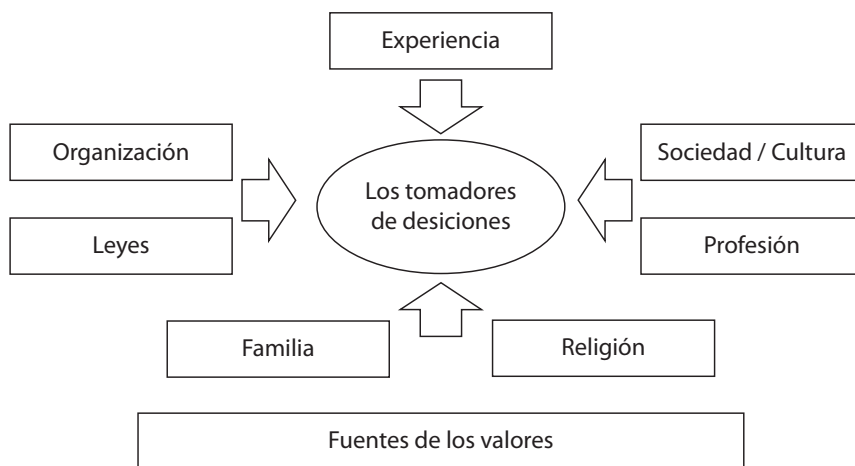 Experiencia
Organización
Sociedad / Cultura
Los tomadores
de desiciones
Leyes
Profesión
Familia
Religión
Fuentes de los valores